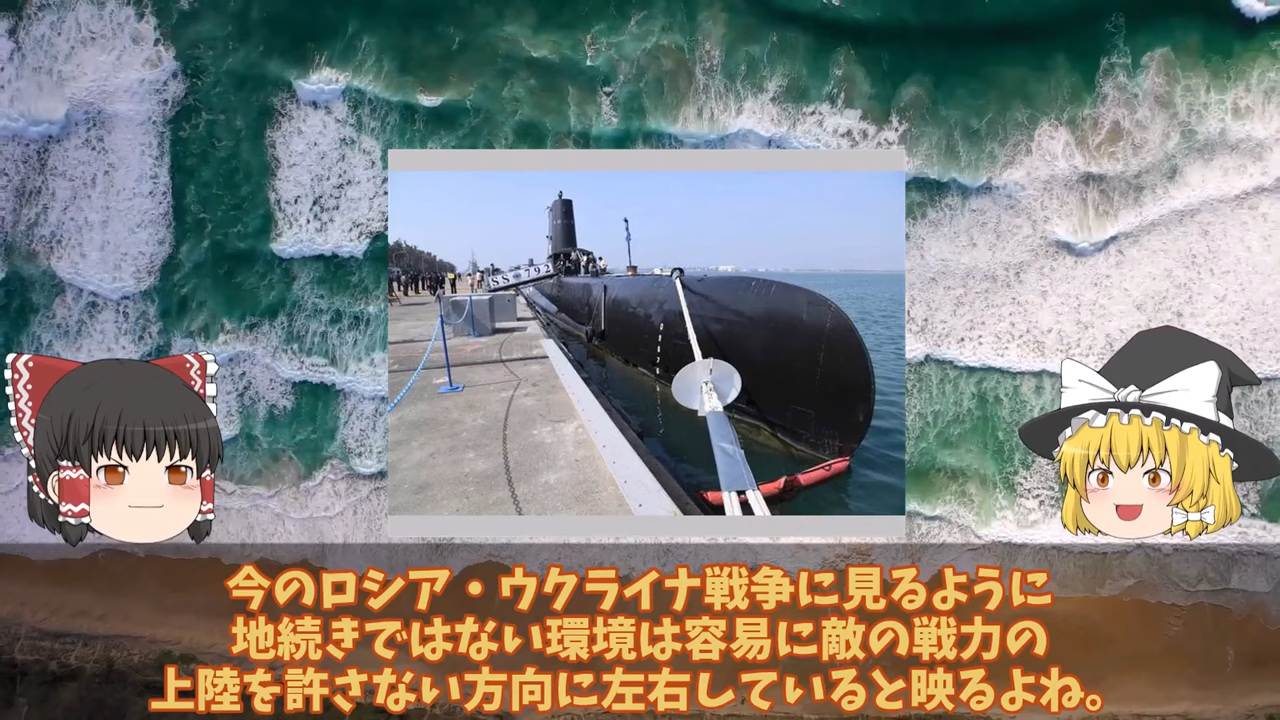 SS-792
今のロシア・ウクライナ戦争に見るように
地続きではない環境は容易に敵の戦力の
上陸を許さない方向に左右していると映るよね。